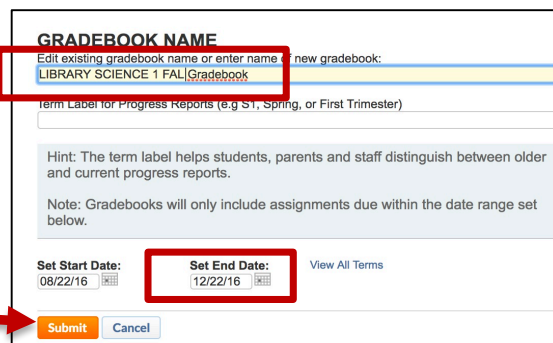 GRADEBOOK NAME
Edit existing gradebook name or enter name of new gradebook:
LIBRARY SCIENCE 1 FAL Gradebook
Term Label for Progress Reports (e.g S1, Spring, or First Trimester)
Hint: The term label helps students, parents and staff distinguish between older
and current progress reports.
Note: Gradebooks will only include assignments due within the date range set
below.
Set Start Date: Set End Date: View All Terms
08/22/16 12/22/16
Submit Cancel